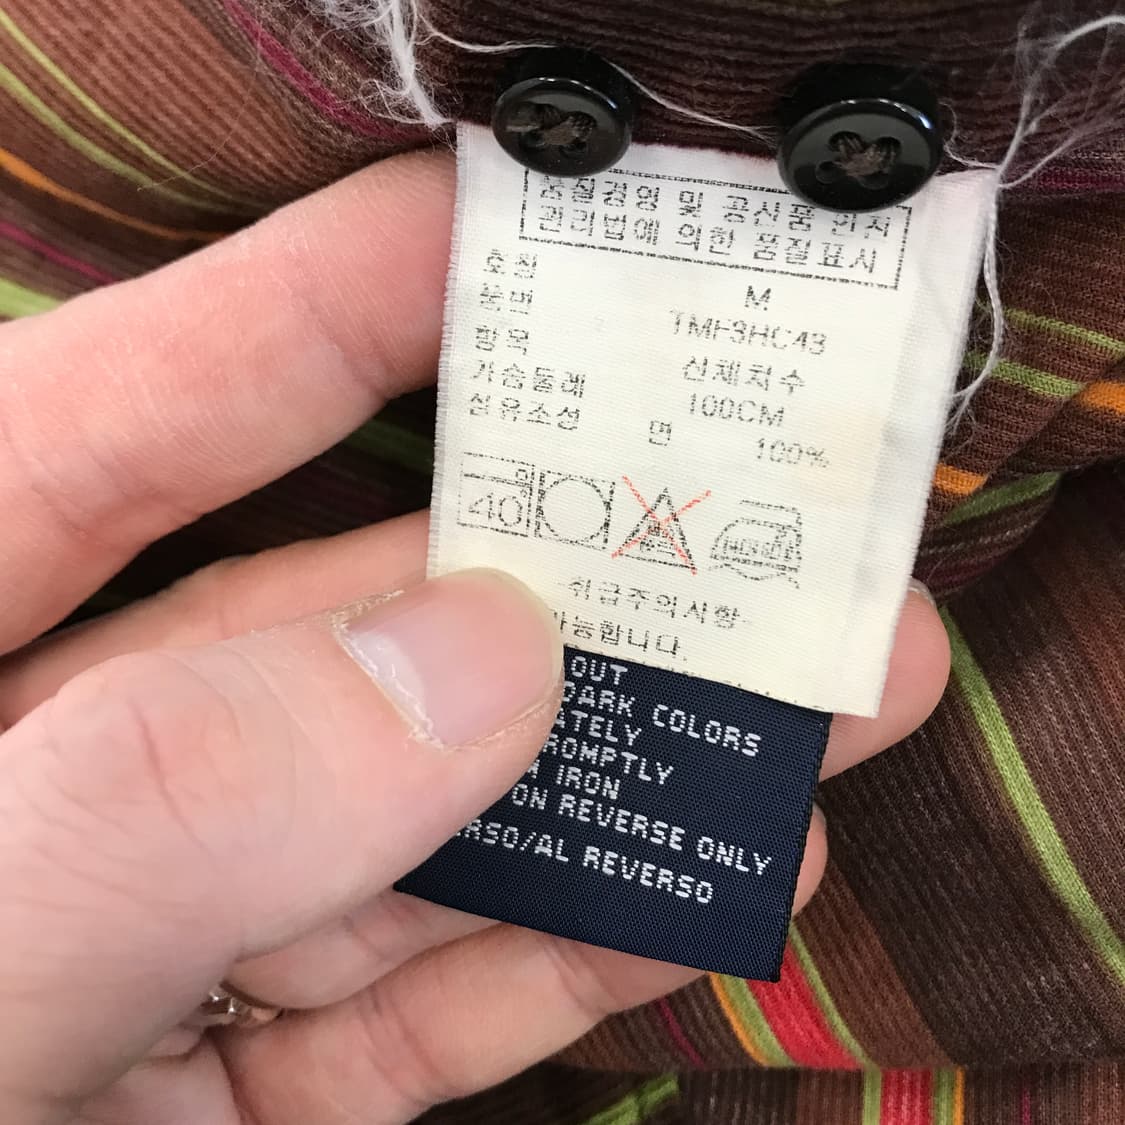 품질경영 및 공산품 안전
관리법에 의한 품질표시
호칭 M
품번 TMF3HC43
항목 신체치수
가슴둘레 100CM
섬유조성 면 100%
40
취급주의사항
가능합니다.
OUT
DARK COLORS
ATELY
ROMPTLY
IRON
ON REVERSE ONLY
ERSO/AL REVERSO